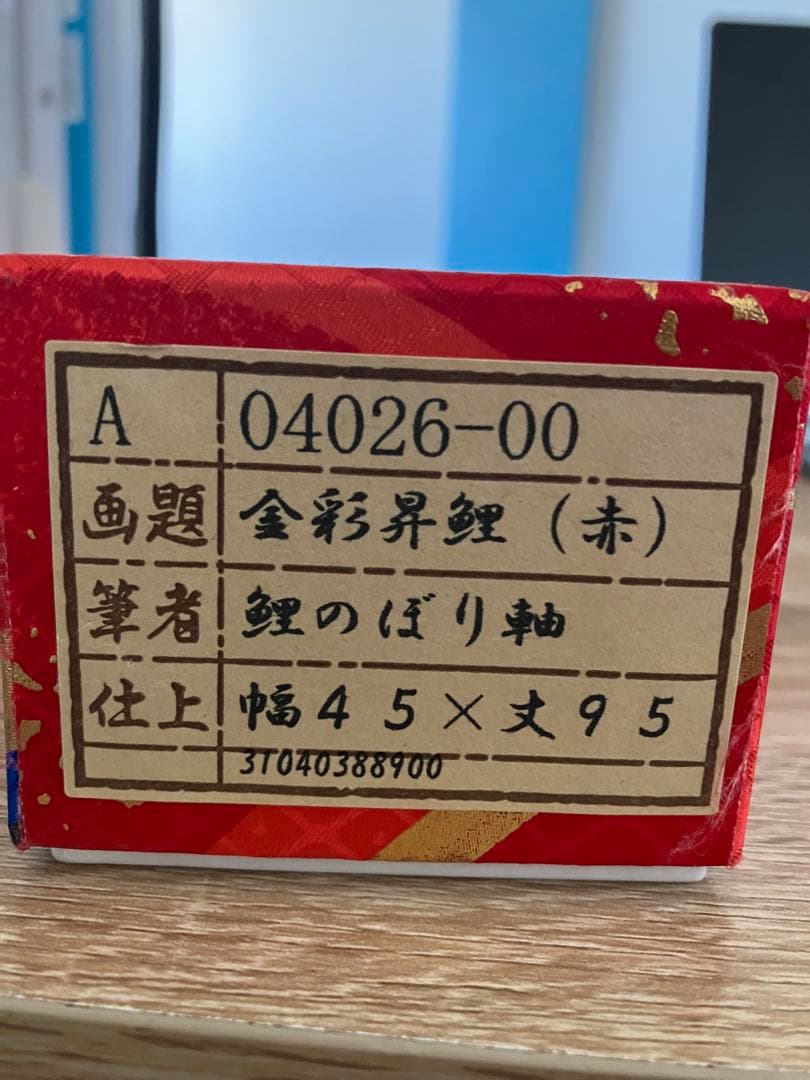 A 04026-00
画題 金彩昇鯉（赤）
筆者 鯉のぼり軸
仕上 幅４５×丈９５
3T040388900